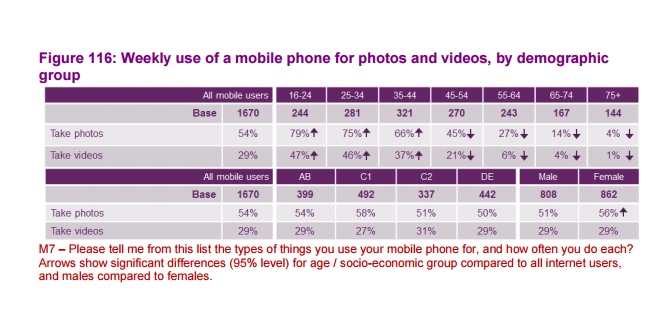 Figure 116: Weekly use of a mobile phone for photos and videos, by demographic
group
All mobile users 16-24 25-34 35-44 45-54 55-64 65-74 75+
Base 1670 244 281 321 270 243 167 144
Take photos 54% 79%↑ 75%↑ 66%↑ 45%↓ 27%↓ 14%↓ 4%↓
Take videos 29% 47%↑ 46%↑ 37%↑ 21%↓ 6%↓ 4%↓ 1%↓
All mobile users AB C1 C2 DE Male Female
Base 1670 399 492 337 442 808 862
Take photos 54% 54% 58% 51% 50% 51% 56%↑
Take videos 29% 29% 27% 31% 29% 29% 29%
M7 – Please tell me from this list the types of things you use your mobile phone for, and how often you do each?
Arrows show significant differences (95% level) for age / socio-economic group compared to all internet users,
and males compared to females.